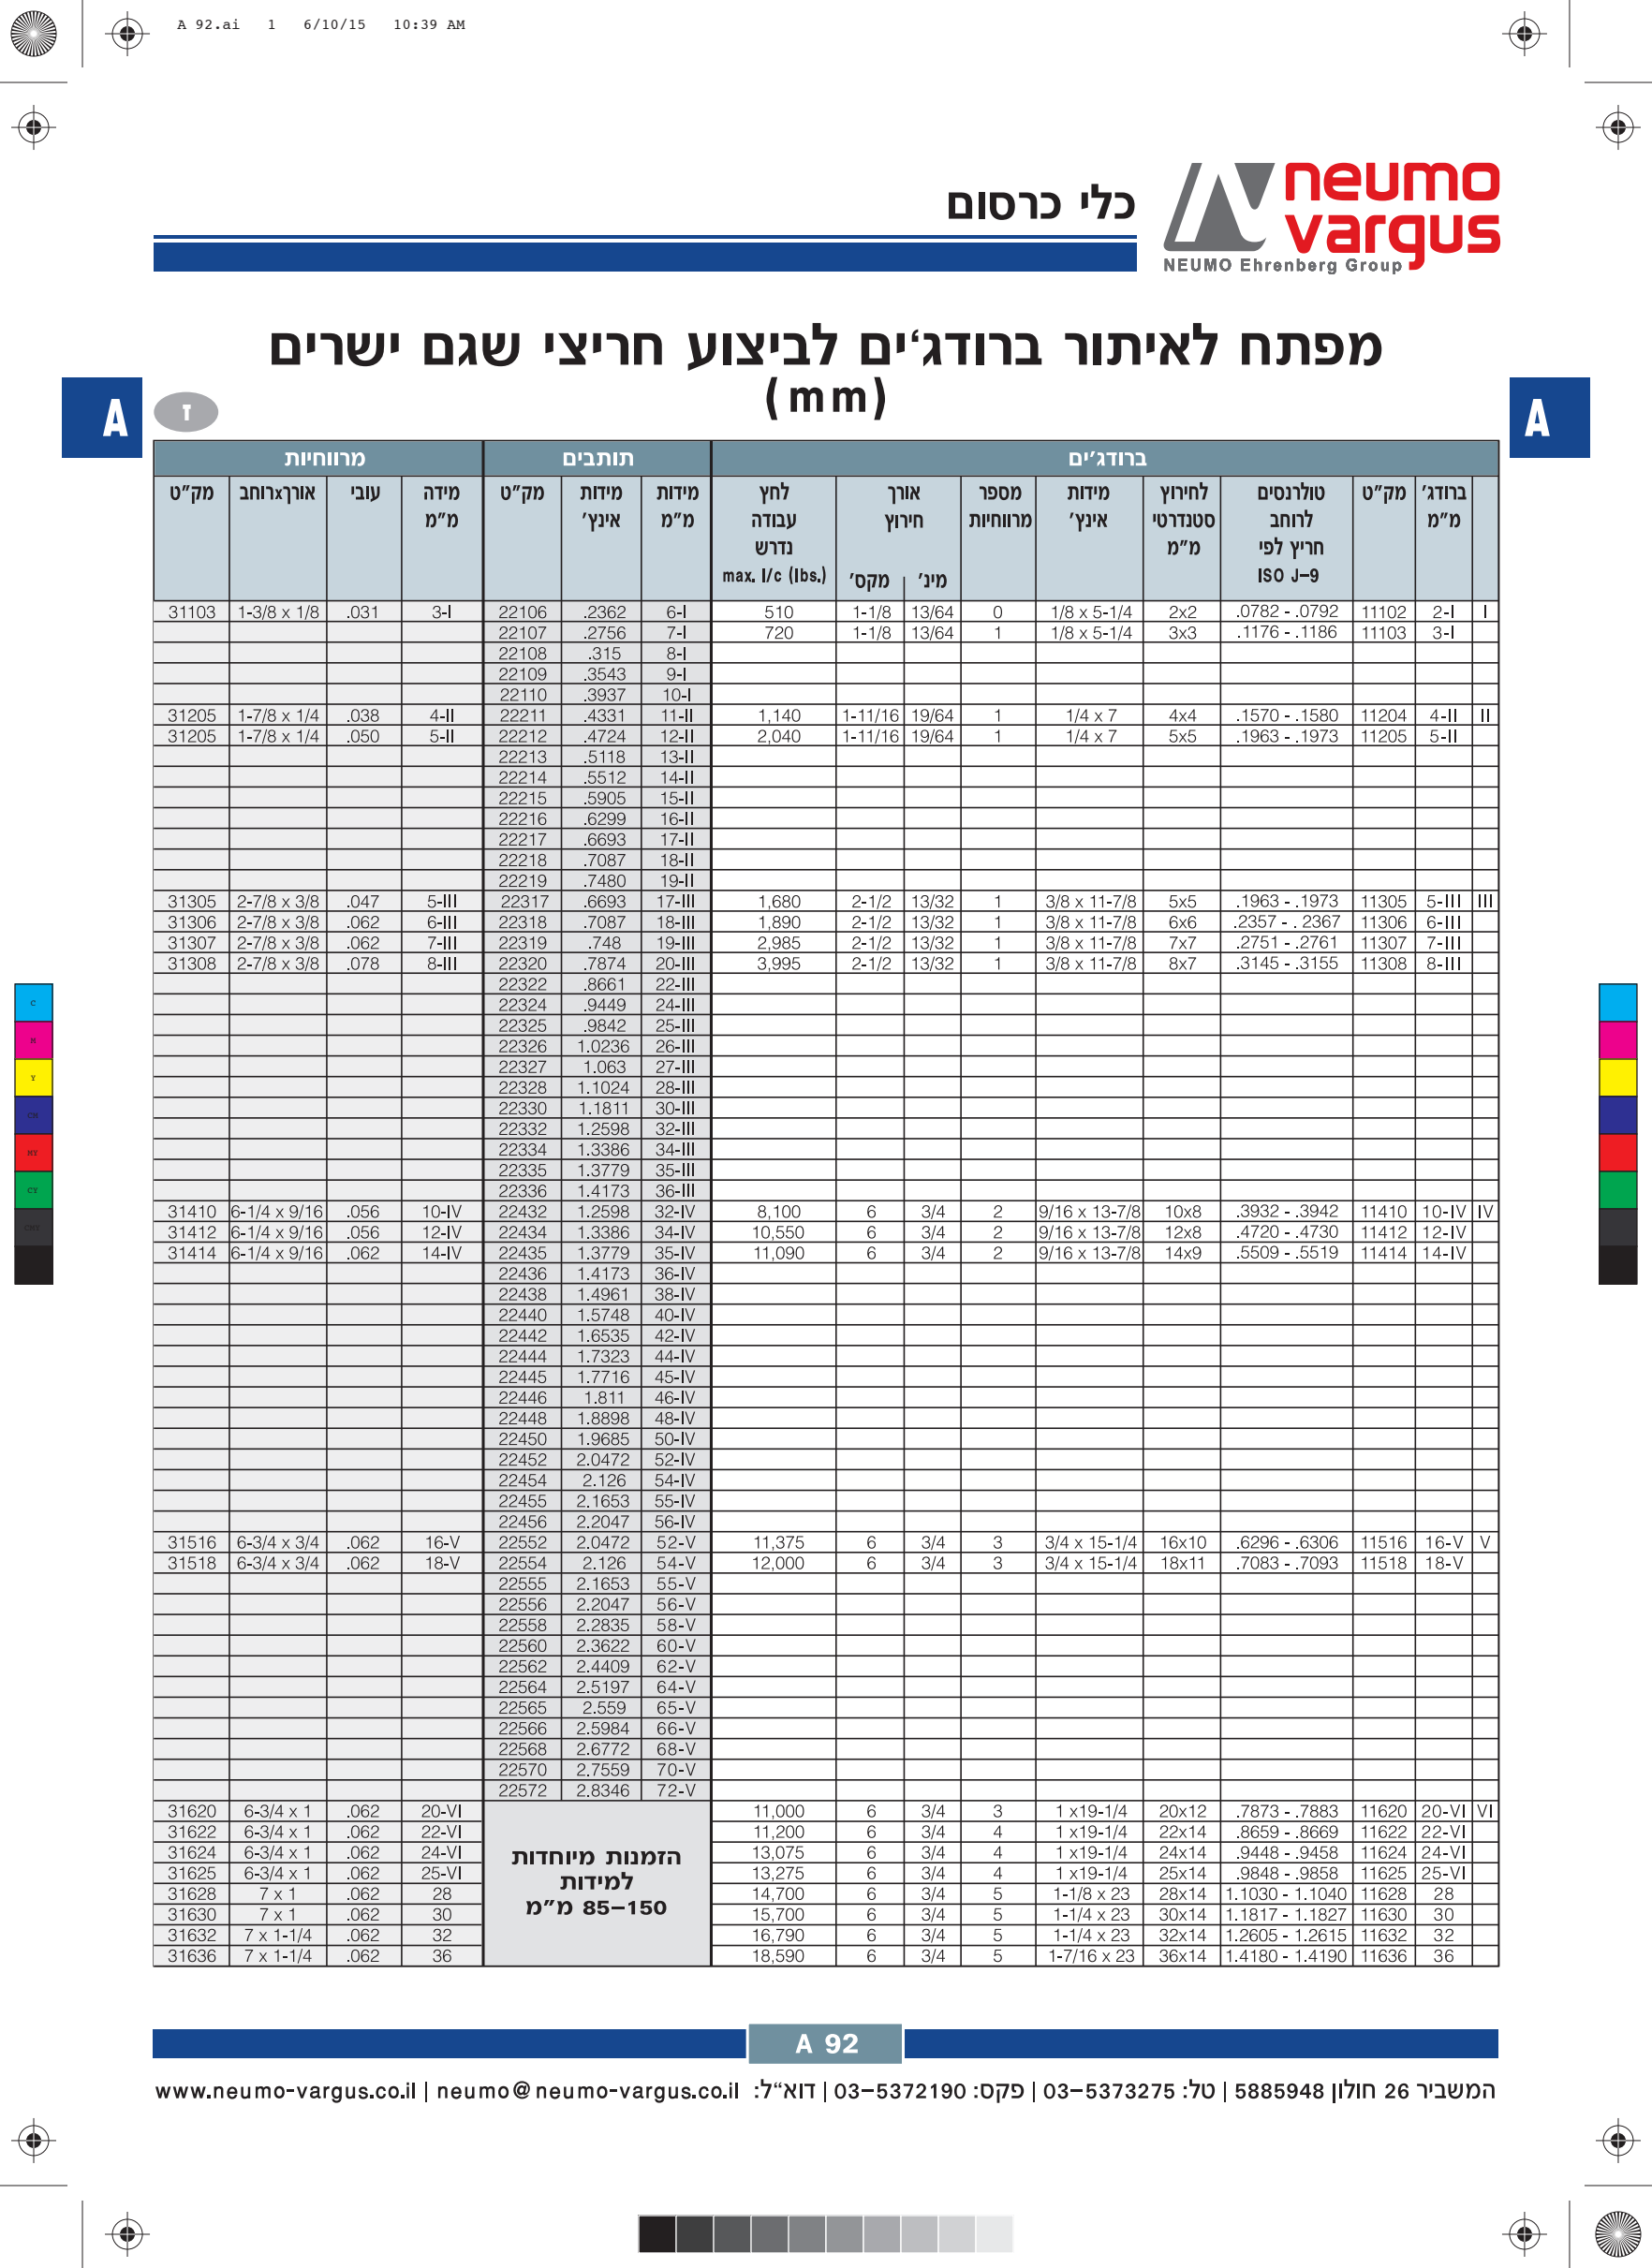 A 92.ai 1 6/10/15 10:39 AM
neumo
vargus
NEUMO Ehrenberg Group
כלי כרסום
מפתח לאיתור ברודג'ים לביצוע חריצי שגם ישרים
(mm)
A
ז
A
ברודג'ים תותבים מרווחיות
ברודג' מ"מ | מק"ט | טולרנסים לרוחב חריץ לפי ISO J-9 | לחירוץ סטנדרטי מ"מ | מידות אינץ' | מספר מרווחיות | אורך חירוץ מינ' מקס' | לחץ עבודה נדרש max. I/c (Ibs.) | מידות מ"מ | מידות אינץ' | מק"ט | מידה מ"מ | עובי | אורךxרוחב | מק"ט
31103 1-3/8 x 1/8 .031 3-I 22106 .2362 6-I 510 1-1/8 13/64 0 1/8 x 5-1/4 2x2 .0782 - .0792 11102 2-I I
22107 .2756 7-I 720 1-1/8 13/64 1 1/8 x 5-1/4 3x3 .1176 - .1186 11103 3-I
22108 .315 8-I
22109 .3543 9-I
22110 .3937 10-I
31205 1-7/8 x 1/4 .038 4-II 22211 .4331 11-II 1,140 1-11/16 19/64 1 1/4 x 7 4x4 .1570 - .1580 11204 4-II II
31205 1-7/8 x 1/4 .050 5-II 22212 .4724 12-II 2,040 1-11/16 19/64 1 1/4 x 7 5x5 .1963 - .1973 11205 5-II
22213 .5118 13-II
22214 .5512 14-II
22215 .5905 15-II
22216 .6299 16-II
22217 .6693 17-II
22218 .7087 18-II
22219 .7480 19-II
31305 2-7/8 x 3/8 .047 5-III 22317 .6693 17-III 1,680 2-1/2 13/32 1 3/8 x 11-7/8 5x5 .1963 - .1973 11305 5-III III
31306 2-7/8 x 3/8 .062 6-III 22318 .7087 18-III 1,890 2-1/2 13/32 1 3/8 x 11-7/8 6x6 .2357 - . 2367 11306 6-III
31307 2-7/8 x 3/8 .062 7-III 22319 .748 19-III 2,985 2-1/2 13/32 1 3/8 x 11-7/8 7x7 .2751 - .2761 11307 7-III
31308 2-7/8 x 3/8 .078 8-III 22320 .7874 20-III 3,995 2-1/2 13/32 1 3/8 x 11-7/8 8x7 .3145 - .3155 11308 8-III
22322 .8661 22-III
22324 .9449 24-III
22325 .9842 25-III
22326 1.0236 26-III
22327 1.063 27-III
22328 1.1024 28-III
22330 1.1811 30-III
22332 1.2598 32-III
22334 1.3386 34-III
22335 1.3779 35-III
22336 1.4173 36-III
31410 6-1/4 x 9/16 .056 10-IV 22432 1.2598 32-IV 8,100 6 3/4 2 9/16 x 13-7/8 10x8 .3932 - .3942 11410 10-IV IV
31412 6-1/4 x 9/16 .056 12-IV 22434 1.3386 34-IV 10,550 6 3/4 2 9/16 x 13-7/8 12x8 .4720 - .4730 11412 12-IV
31414 6-1/4 x 9/16 .062 14-IV 22435 1.3779 35-IV 11,090 6 3/4 2 9/16 x 13-7/8 14x9 .5509 - .5519 11414 14-IV
22436 1.4173 36-IV
22438 1.4961 38-IV
22440 1.5748 40-IV
22442 1.6535 42-IV
22444 1.7323 44-IV
22445 1.7716 45-IV
22446 1.811 46-IV
22448 1.8898 48-IV
22450 1.9685 50-IV
22452 2.0472 52-IV
22454 2.126 54-IV
22455 2.1653 55-IV
22456 2.2047 56-IV
31516 6-3/4 x 3/4 .062 16-V 22552 2.0472 52-V 11,375 6 3/4 3 3/4 x 15-1/4 16x10 .6296 - .6306 11516 16-V V
31518 6-3/4 x 3/4 .062 18-V 22554 2.126 54-V 12,000 6 3/4 3 3/4 x 15-1/4 18x11 .7083 - .7093 11518 18-V
22555 2.1653 55-V
22556 2.2047 56-V
22558 2.2835 58-V
22560 2.3622 60-V
22562 2.4409 62-V
22564 2.5197 64-V
22565 2.559 65-V
22566 2.5984 66-V
22568 2.6772 68-V
22570 2.7559 70-V
22572 2.8346 72-V
31620 6-3/4 x 1 .062 20-VI 11,000 6 3/4 3 1 x19-1/4 20x12 .7873 - .7883 11620 20-VI VI
31622 6-3/4 x 1 .062 22-VI 11,200 6 3/4 4 1 x19-1/4 22x14 .8659 - .8669 11622 22-VI
31624 6-3/4 x 1 .062 24-VI 13,075 6 3/4 4 1 x19-1/4 24x14 .9448 - .9458 11624 24-VI
31625 6-3/4 x 1 .062 25-VI 13,275 6 3/4 4 1 x19-1/4 25x14 .9848 - .9858 11625 25-VI
31628 7 x 1 .062 28 14,700 6 3/4 5 1-1/8 x 23 28x14 1.1030 - 1.1040 11628 28
31630 7 x 1 .062 30 15,700 6 3/4 5 1-1/4 x 23 30x14 1.1817 - 1.1827 11630 30
31632 7 x 1-1/4 .062 32 16,790 6 3/4 5 1-1/4 x 23 32x14 1.2605 - 1.2615 11632 32
31636 7 x 1-1/4 .062 36 18,590 6 3/4 5 1-7/16 x 23 36x14 1.4180 - 1.4190 11636 36
הזמנות מיוחדות
למידות
85–150 מ"מ
C
M
Y
CM
MY
CY
CMY
A 92
המשביר 26 חולון 5885948 | טל: 03–5373275 | פקס: 03–5372190 | דוא"ל: www.neumo-vargus.co.il | neumo@neumo-vargus.co.il